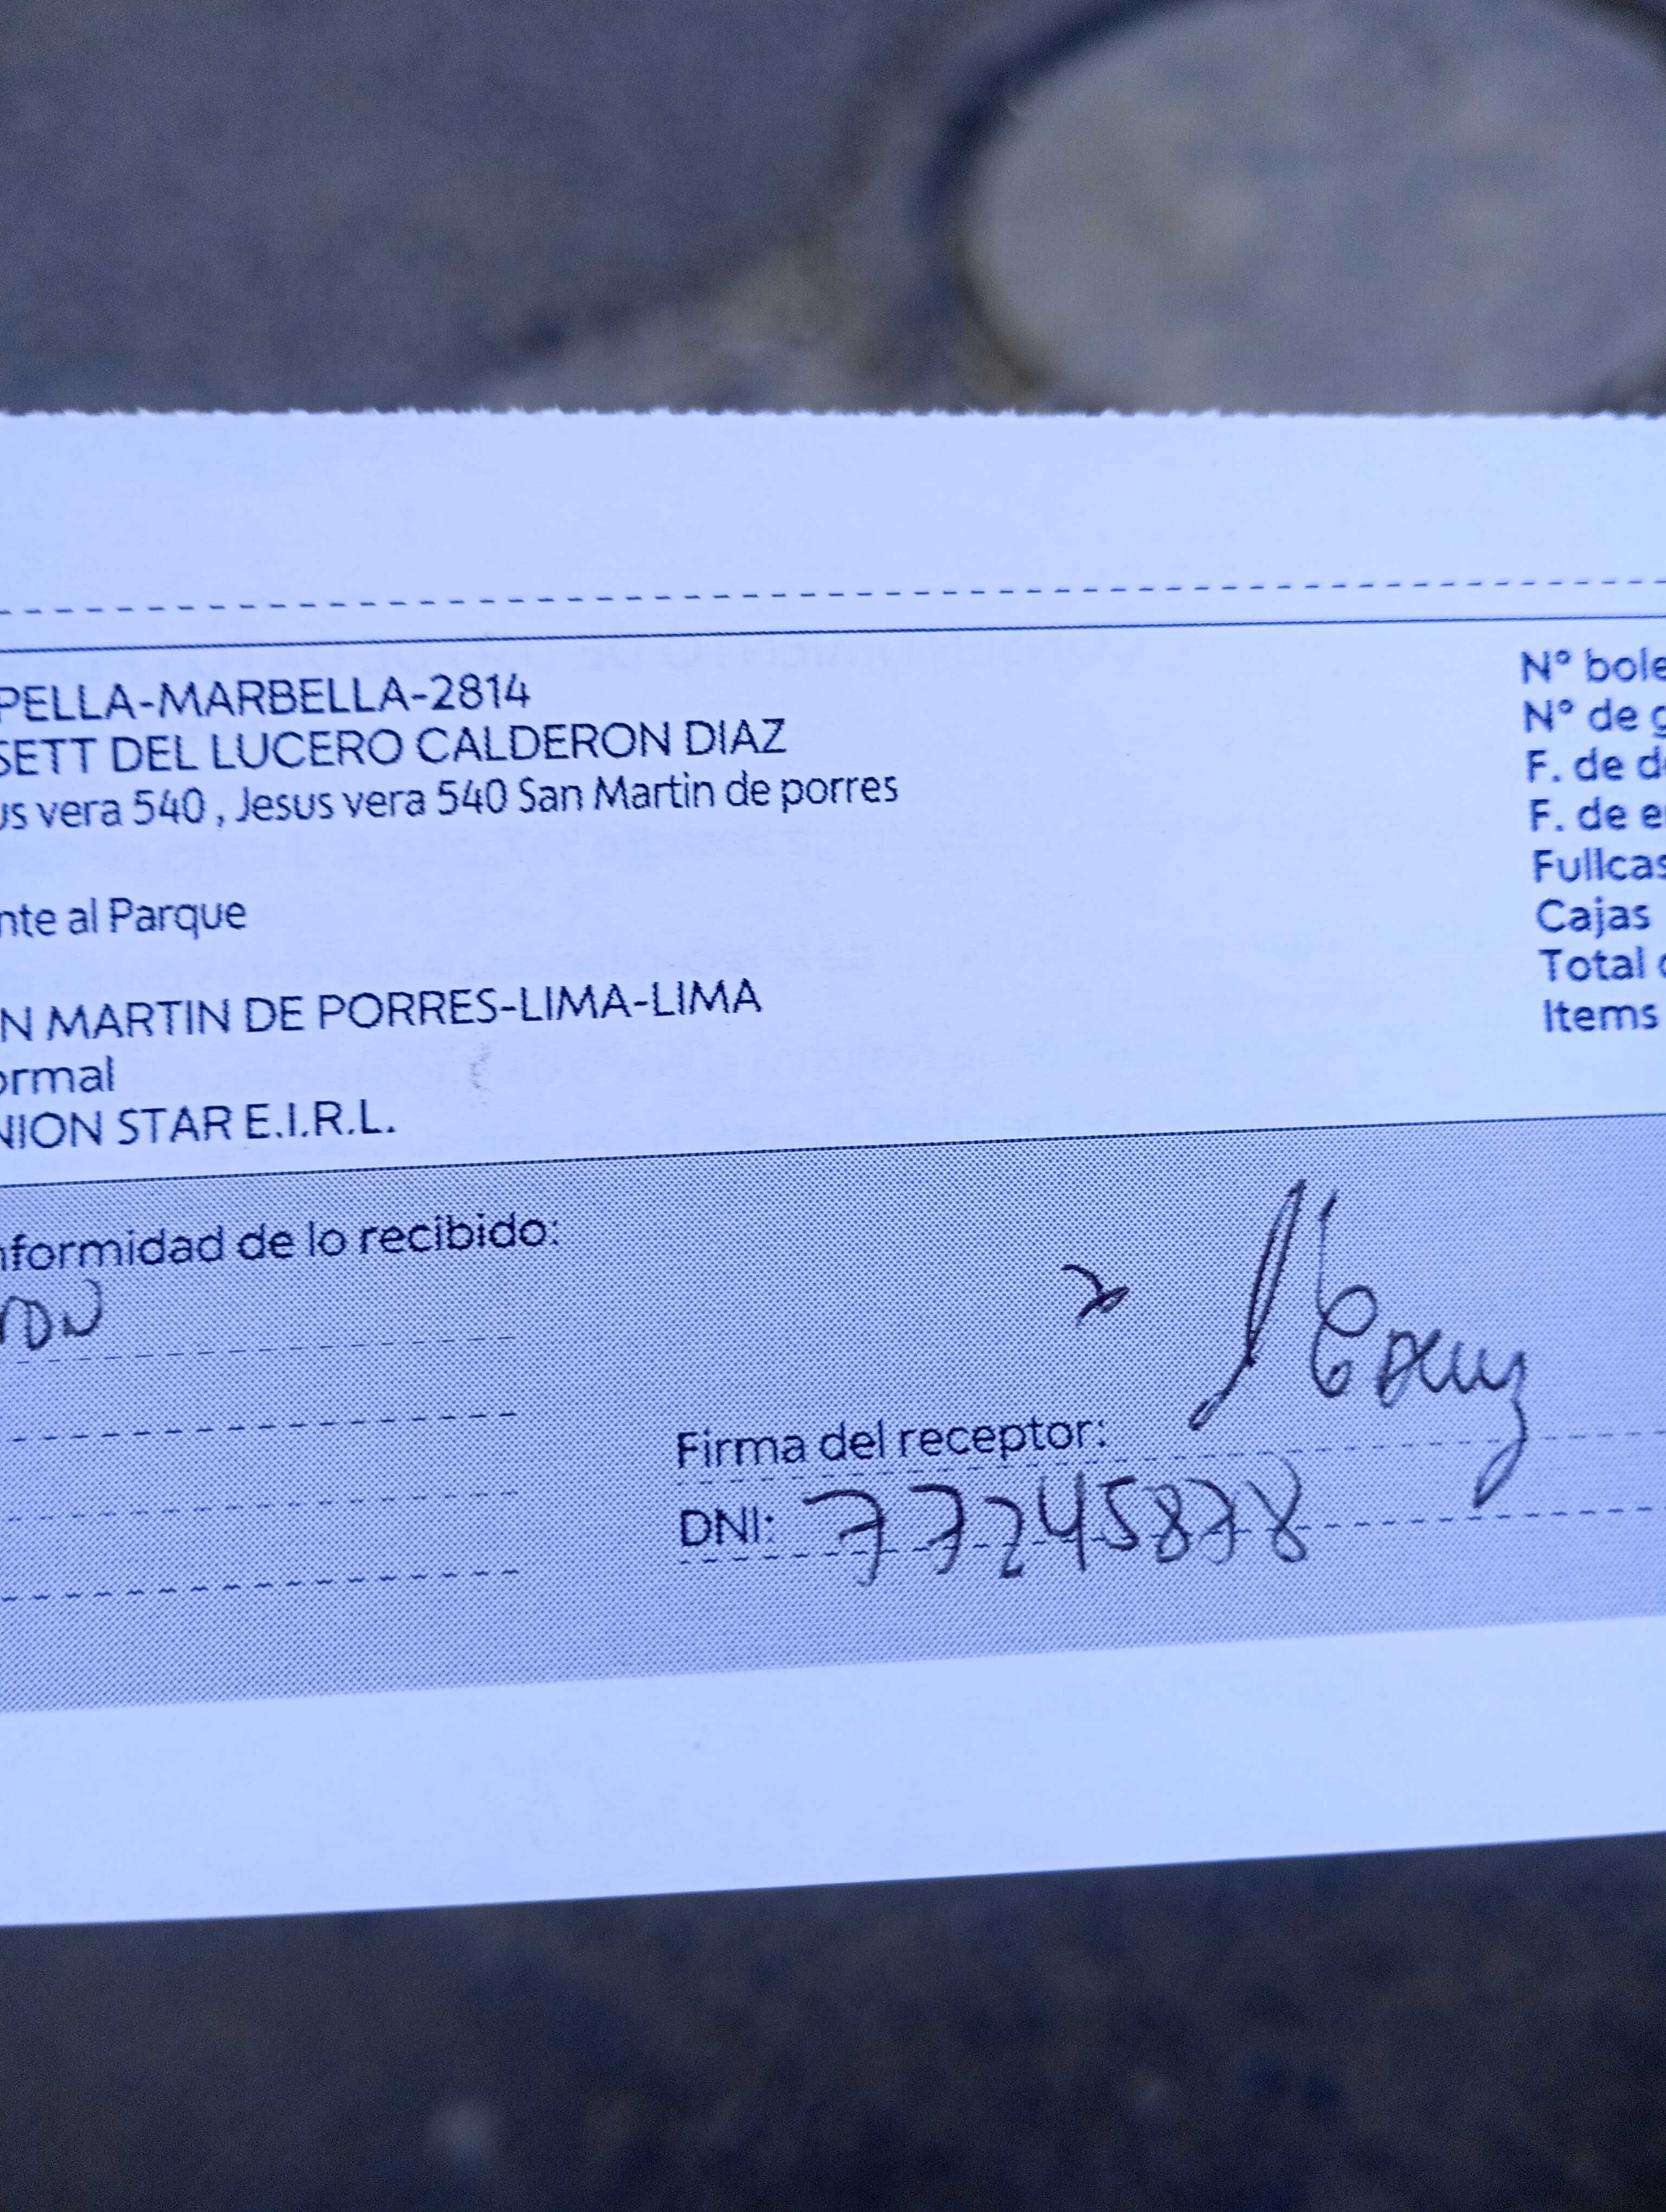 PELLA-MARBELLA-2814
SETT DEL LUCERO CALDERON DIAZ
us vera 540 , Jesus vera 540 San Martin de porres
nte al Parque
N MARTIN DE PORRES-LIMA-LIMA
ormal
NION STAR E.I.R.L.
N° bole
N° de g
F. de d
F. de e
Fullcas
Cajas
Total
Items
nformidad de lo recibido:
Firma del receptor:
DNI: 77245878